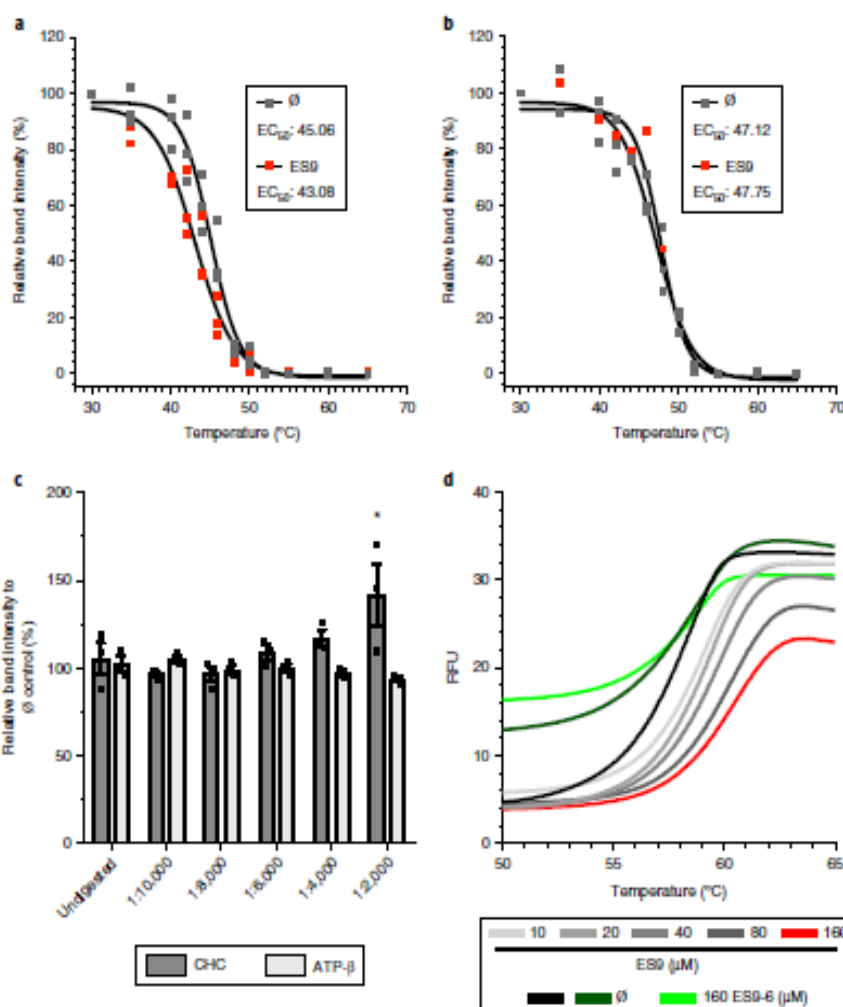 a
120
100
80
60
40
20
0
Relative band intensity (%)
30 40 50 60 70
Temperature (°C)
Ø
EC50: 45.06
ES9
EC50: 43.08
b
120
100
80
60
40
20
0
Relative band intensity (%)
30 40 50 60 70
Temperature (°C)
Ø
EC50: 47.12
ES9
EC50: 47.75
c
200
150
100
50
0
Relative band intensity to
Ø control (%)
*
Undigested 1:10,000 1:8,000 1:6,000 1:4,000 1:2,000
CHC ATP-β
d
40
30
20
10
0
RFU
50 55 60 65
Temperature (°C)
10 20 40 80 160
ES9 (µM)
Ø 160 ES9-6 (µM)